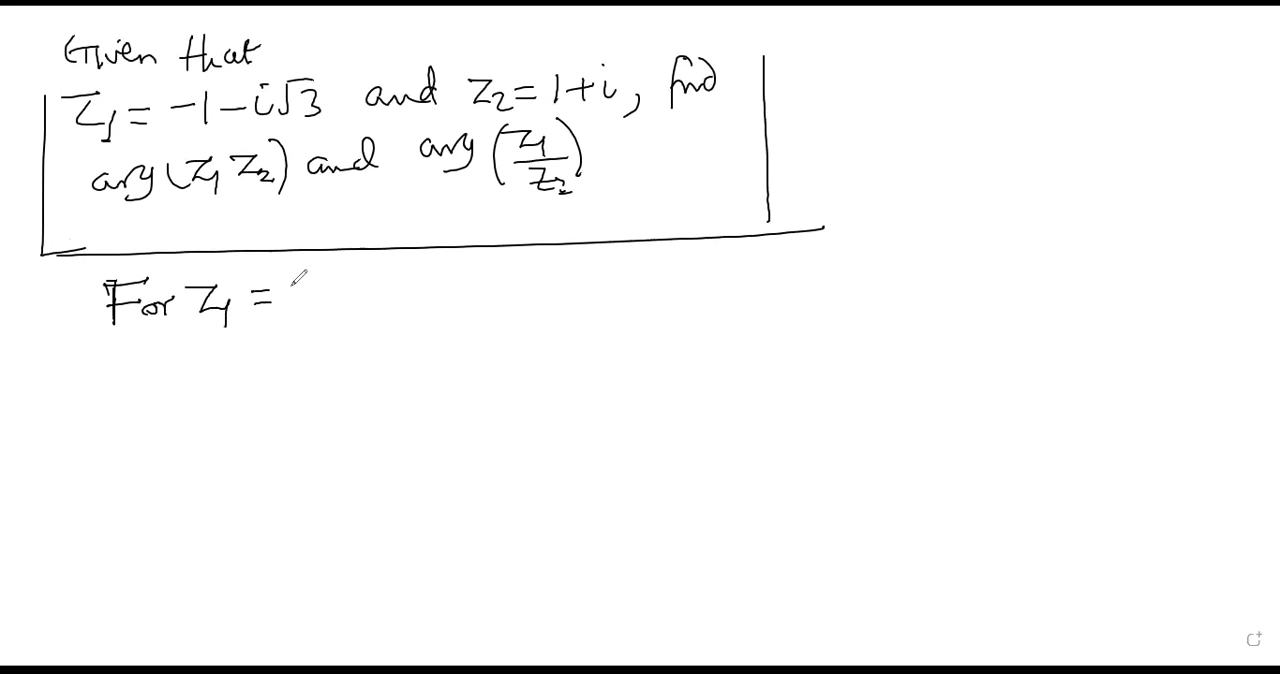 Given that
Z₁ = -1 - i√3 and Z₂ = 1 + i, find
arg(Z₁ Z₂) and arg(Z₁/Z₂)
For Z₁ =